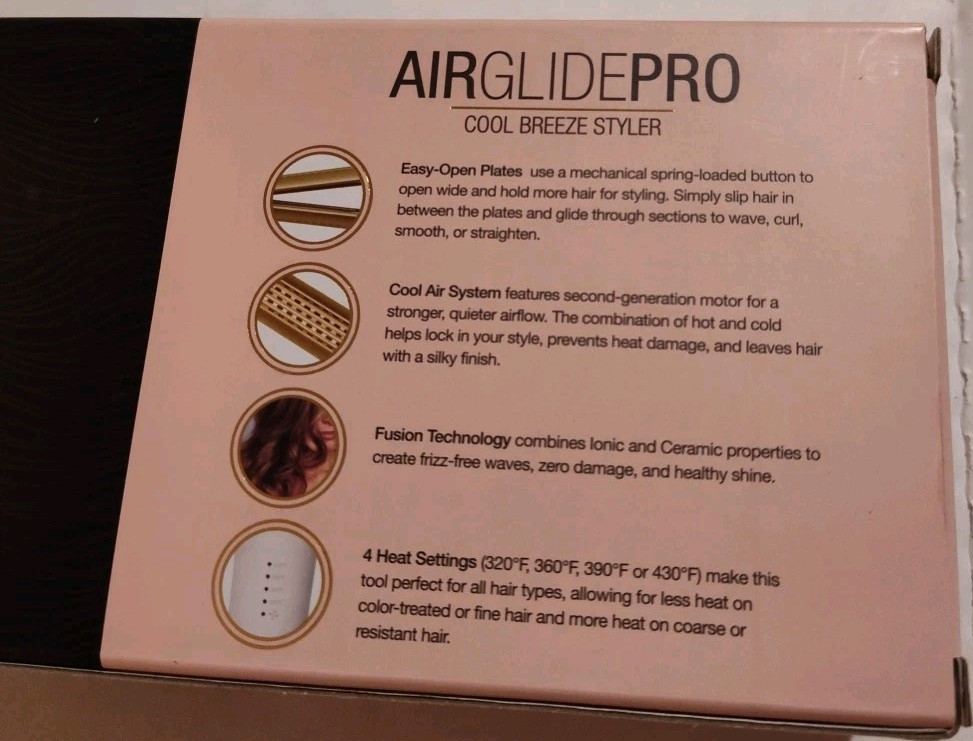 AIRGLIDEPRO
COOL BREEZE STYLER
Easy-Open Plates use a mechanical spring-loaded button to
open wide and hold more hair for styling. Simply slip hair in
between the plates and glide through sections to wave, curl,
smooth, or straighten.
Cool Air System features second-generation motor for a
stronger, quieter airflow. The combination of hot and cold
helps lock in your style, prevents heat damage, and leaves hair
with a silky finish.
Fusion Technology combines Ionic and Ceramic properties to
create frizz-free waves, zero damage, and healthy shine.
4 Heat Settings (320°F, 360°F, 390°F or 430°F) make this
tool perfect for all hair types, allowing for less heat on
color-treated or fine hair and more heat on coarse or
resistant hair.